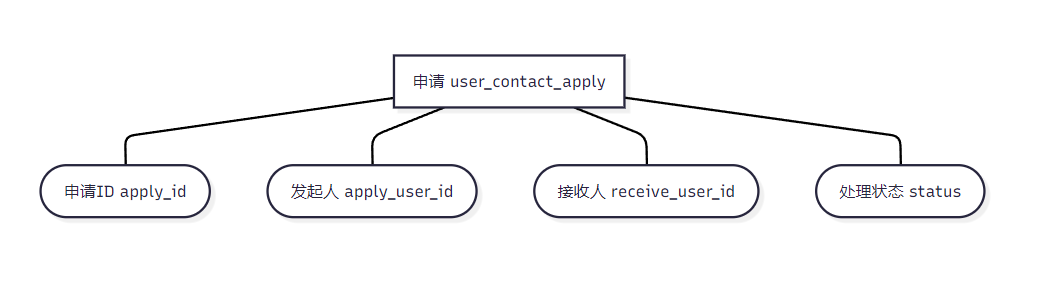 申请 user_contact_apply
申请ID apply_id
发起人 apply_user_id
接收人 receive_user_id
处理状态 status